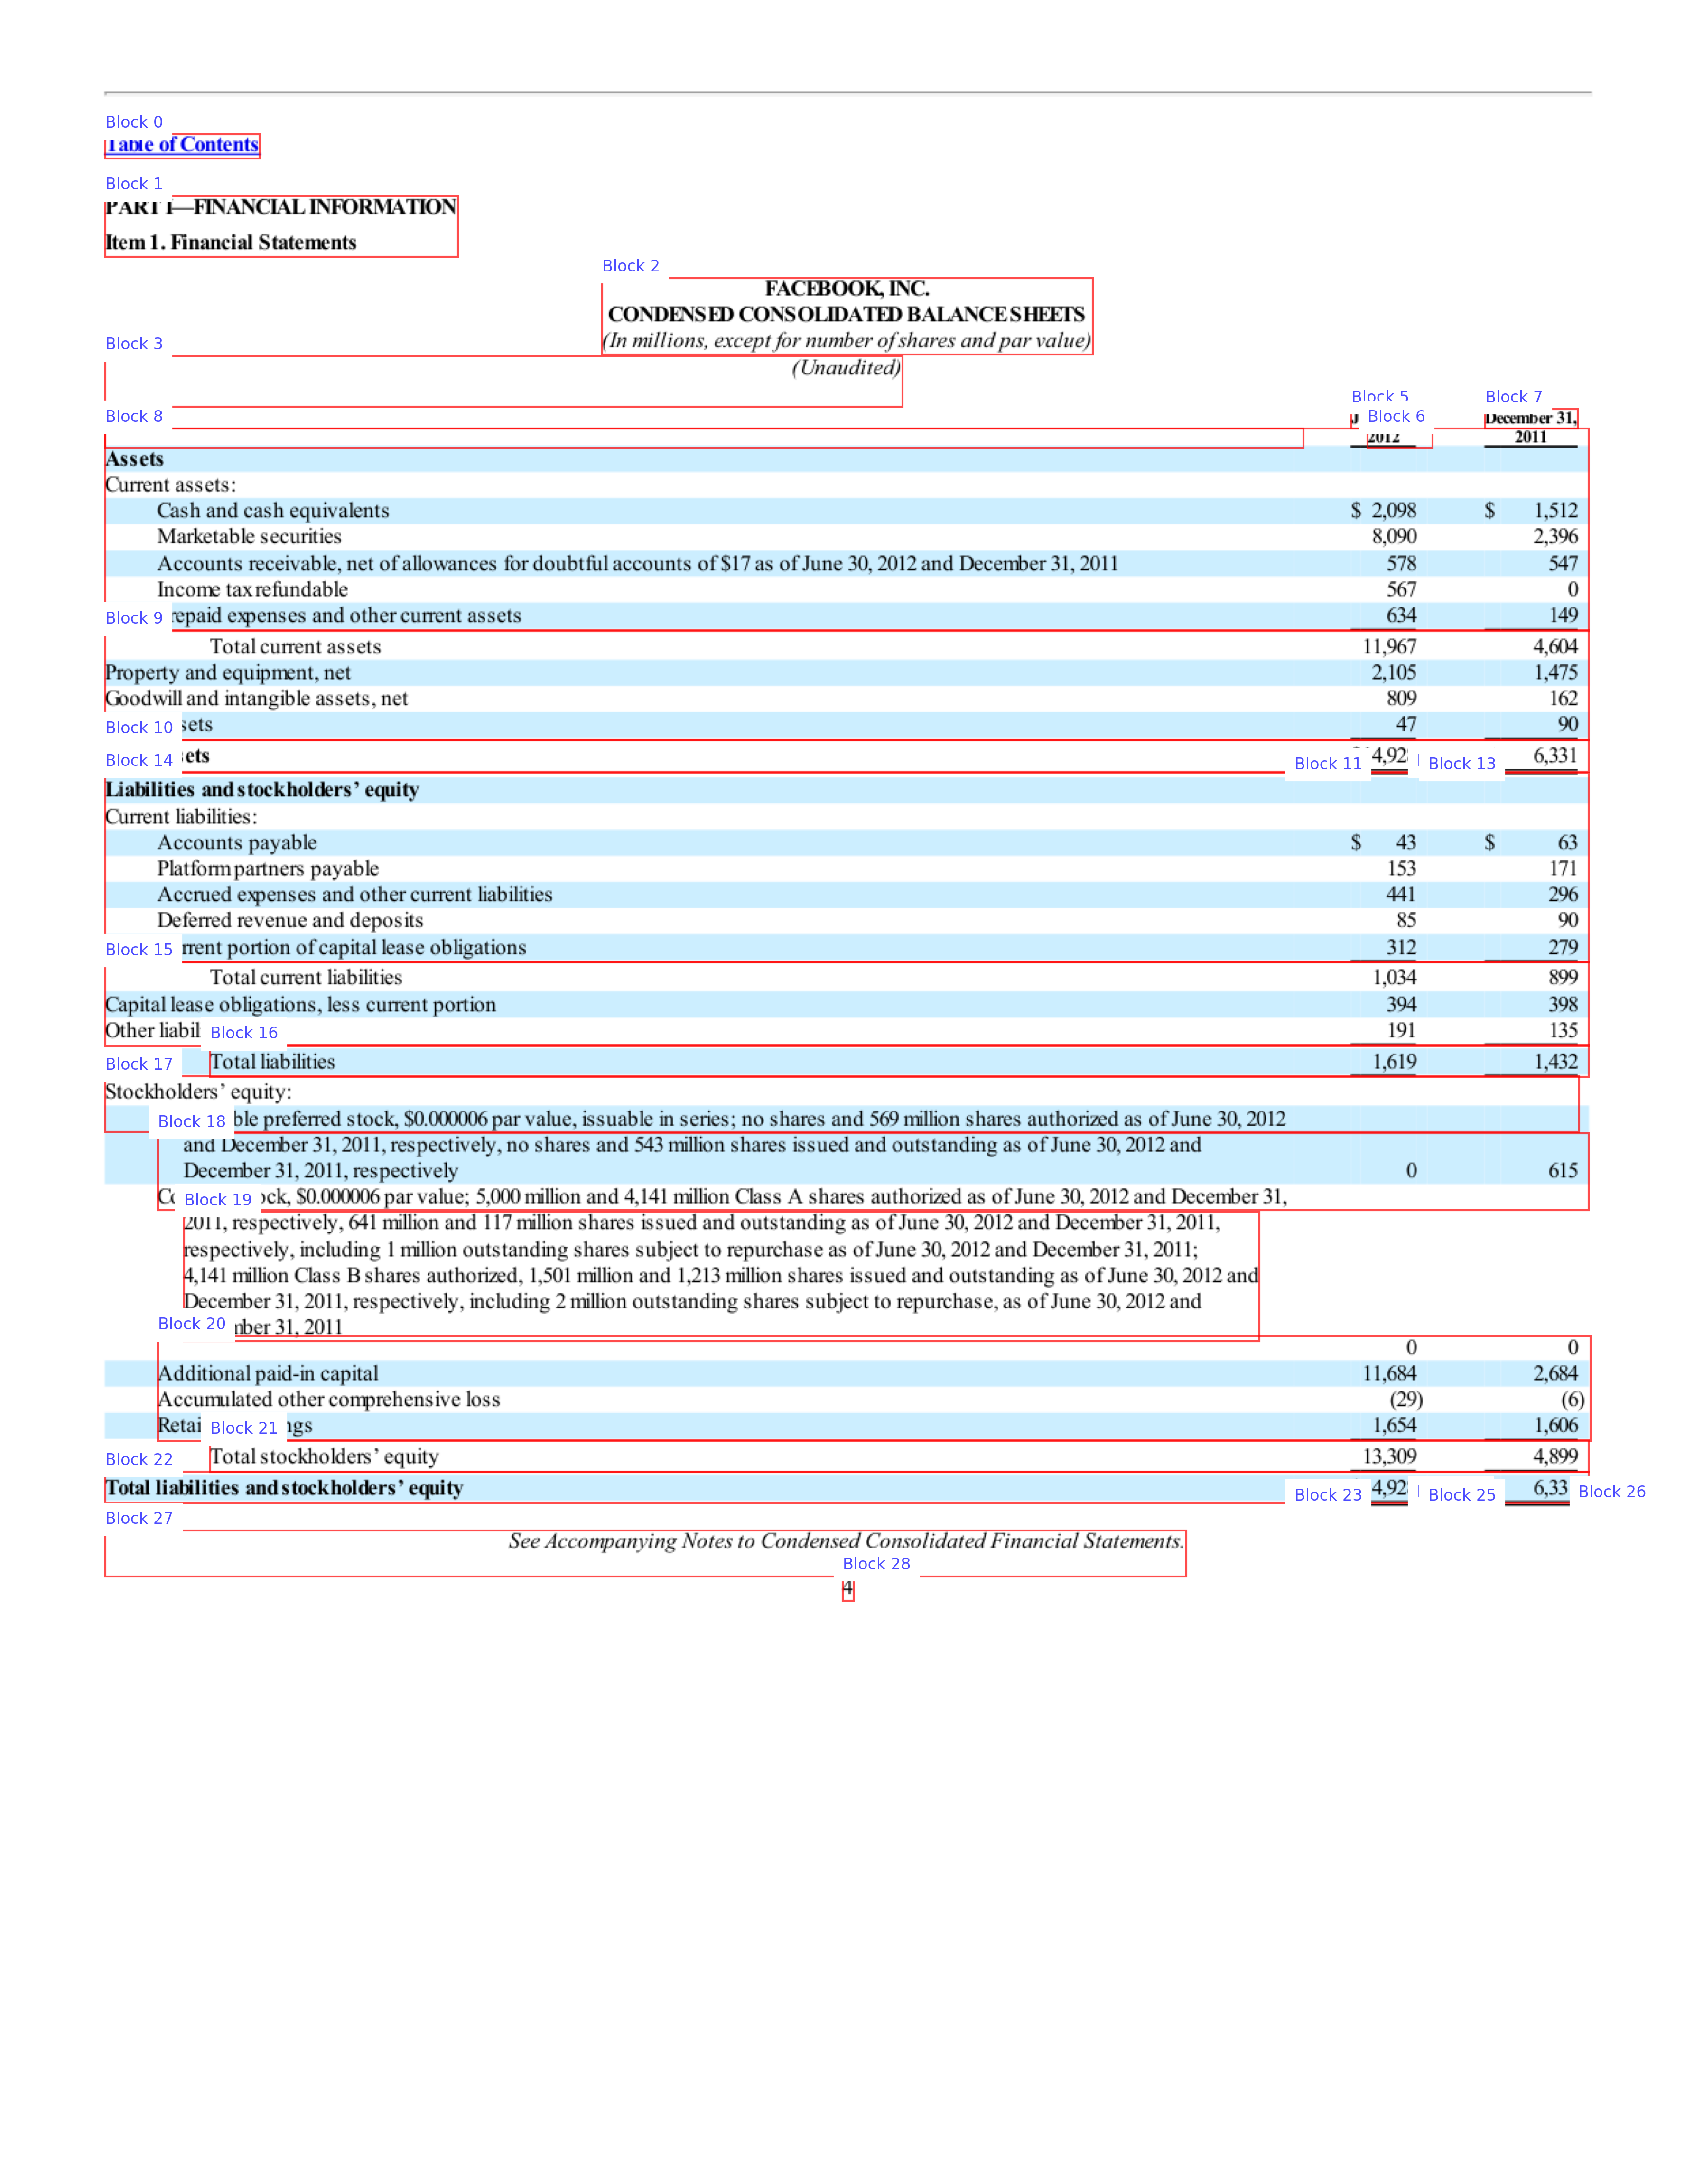 Block 0
Table of Contents
Block 1
PART I—FINANCIAL INFORMATION
Item 1. Financial Statements
Block 2
FACEBOOK, INC.
CONDENSED CONSOLIDATED BALANCE SHEETS
(In millions, except for number of shares and par value)
Block 3
(Unaudited)
Block 5 Block 7
Block 8 Block 6 December 31,
2012 2011
Assets
Current assets:
Cash and cash equivalents $ 2,098 $ 1,512
Marketable securities 8,090 2,396
Accounts receivable, net of allowances for doubtful accounts of $17 as of June 30, 2012 and December 31, 2011 578 547
Income tax refundable 567 0
Block 9 repaid expenses and other current assets 634 149
Total current assets 11,967 4,604
Property and equipment, net 2,105 1,475
Goodwill and intangible assets, net 809 162
Block 10 sets 47 90
Block 14 ets Block 11 4,92 Block 13 6,331
Liabilities and stockholders' equity
Current liabilities:
Accounts payable $ 43 $ 63
Platform partners payable 153 171
Accrued expenses and other current liabilities 441 296
Deferred revenue and deposits 85 90
Block 15 rrent portion of capital lease obligations 312 279
Total current liabilities 1,034 899
Capital lease obligations, less current portion 394 398
Other liabil Block 16 191 135
Block 17 Total liabilities 1,619 1,432
Stockholders' equity:
Block 18 ble preferred stock, $0.000006 par value, issuable in series; no shares and 569 million shares authorized as of June 30, 2012
and December 31, 2011, respectively, no shares and 543 million shares issued and outstanding as of June 30, 2012 and
December 31, 2011, respectively 0 615
Block 19 ock, $0.000006 par value; 5,000 million and 4,141 million Class A shares authorized as of June 30, 2012 and December 31,
2011, respectively, 641 million and 117 million shares issued and outstanding as of June 30, 2012 and December 31, 2011,
respectively, including 1 million outstanding shares subject to repurchase as of June 30, 2012 and December 31, 2011;
4,141 million Class B shares authorized, 1,501 million and 1,213 million shares issued and outstanding as of June 30, 2012 and
December 31, 2011, respectively, including 2 million outstanding shares subject to repurchase, as of June 30, 2012 and
Block 20 mber 31, 2011
0 0
Additional paid-in capital 11,684 2,684
Accumulated other comprehensive loss (29) (6)
Retai Block 21 ngs 1,654 1,606
Block 22 Total stockholders' equity 13,309 4,899
Total liabilities and stockholders' equity Block 23 4,92 Block 25 6,33 Block 26
Block 27
See Accompanying Notes to Condensed Consolidated Financial Statements.
Block 28
4